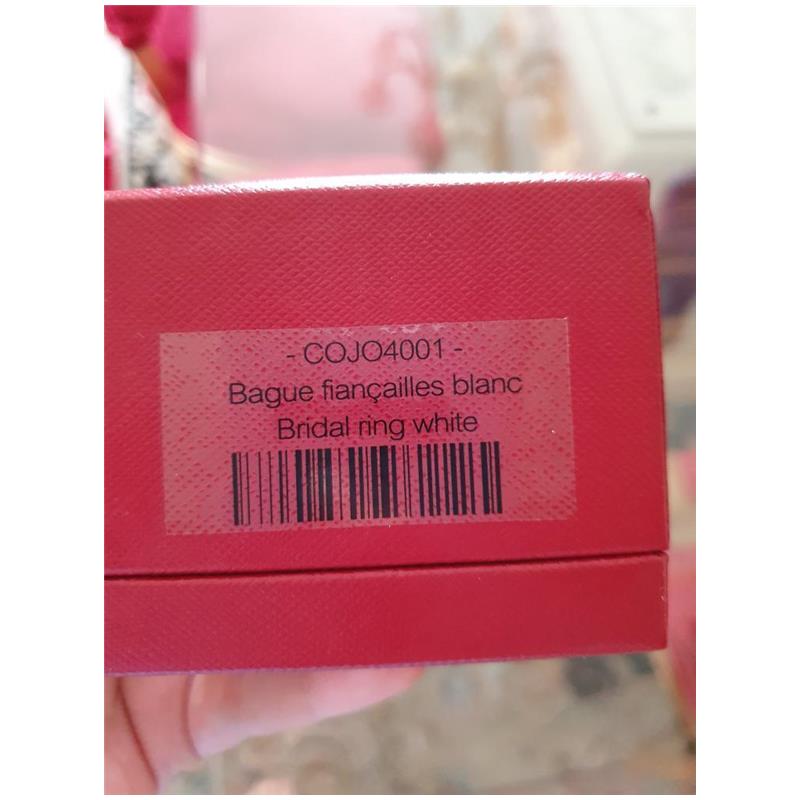 - COJO4001 -
Bague fiançailles blanc
Bridal ring white